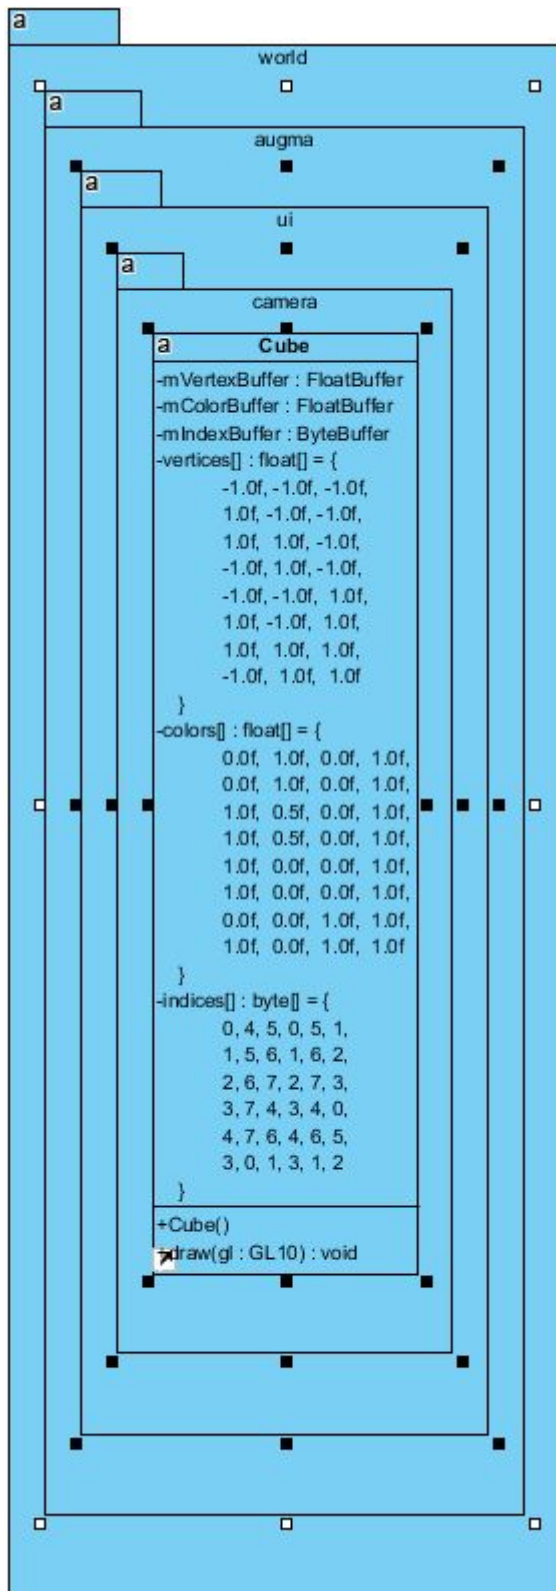 a
world
a
augma
a
ui
a
camera
a Cube
-mVertexBuffer : FloatBuffer
-mColorBuffer : FloatBuffer
-mIndexBuffer : ByteBuffer
-vertices[] : float[] = {
-1.0f, -1.0f, -1.0f,
1.0f, -1.0f, -1.0f,
1.0f, 1.0f, -1.0f,
-1.0f, 1.0f, -1.0f,
-1.0f, -1.0f, 1.0f,
1.0f, -1.0f, 1.0f,
1.0f, 1.0f, 1.0f,
-1.0f, 1.0f, 1.0f
}
-colors[] : float[] = {
0.0f, 1.0f, 0.0f, 1.0f,
0.0f, 1.0f, 0.0f, 1.0f,
1.0f, 0.5f, 0.0f, 1.0f,
1.0f, 0.5f, 0.0f, 1.0f,
1.0f, 0.0f, 0.0f, 1.0f,
1.0f, 0.0f, 0.0f, 1.0f,
0.0f, 0.0f, 1.0f, 1.0f,
1.0f, 0.0f, 1.0f, 1.0f
}
-indices[] : byte[] = {
0, 4, 5, 0, 5, 1,
1, 5, 6, 1, 6, 2,
2, 6, 7, 2, 7, 3,
3, 7, 4, 3, 4, 0,
4, 7, 6, 4, 6, 5,
3, 0, 1, 3, 1, 2
}
+Cube()
+draw(gl : GL10) : void